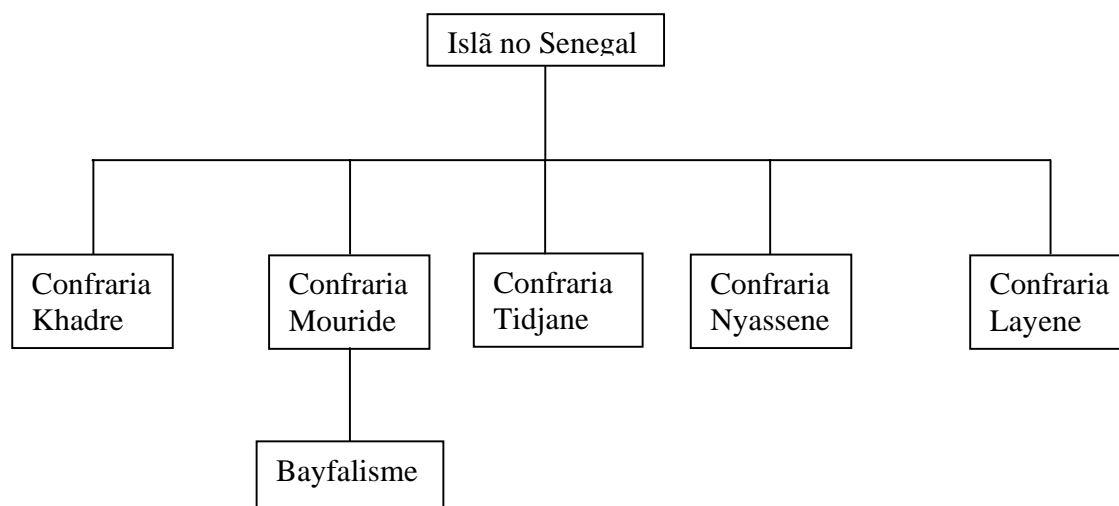 Islã no Senegal
Confraria
Khadre
Confraria
Mouride
Confraria
Tidjane
Confraria
Nyassene
Confraria
Layene
Bayfalisme